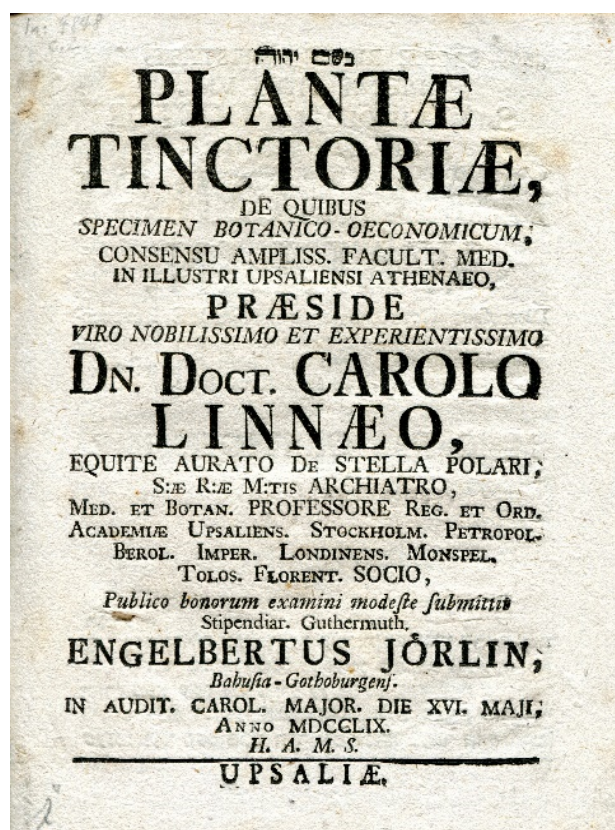 In: 4848
בשם יהוה
PLANTÆ
TINCTORIÆ,
DE QUIBUS
SPECIMEN BOTANICO-OECONOMICUM,
CONSENSU AMPLISS. FACULT. MED.
IN ILLUSTRI UPSALIENSI ATHENAEO,
PRÆSIDE
VIRO NOBILISSIMO ET EXPERIENTISSIMO
DN. DOCT. CAROLO
LINNÆO,
EQUITE AURATO DE STELLA POLARI,
S:Æ R:Æ M:TIS ARCHIATRO,
MED. ET BOTAN. PROFESSORE REG. ET ORD.
ACADEMIÆ UPSALIENS. STOCKHOLM. PETROPOL.
BEROL. IMPER. LONDINENS. MONSPEL.
TOLOS. FLORENT. SOCIO,
Publico bonorum examini modeſte ſubmittit
Stipendiar. Guthermuth.
ENGELBERTUS JÖRLIN,
Bahuſia-Gothoburgenſ.
IN AUDIT. CAROL. MAJOR. DIE XVI. MAJI,
ANNO MDCCLIX.
H. A. M. S.
UPSALIÆ.